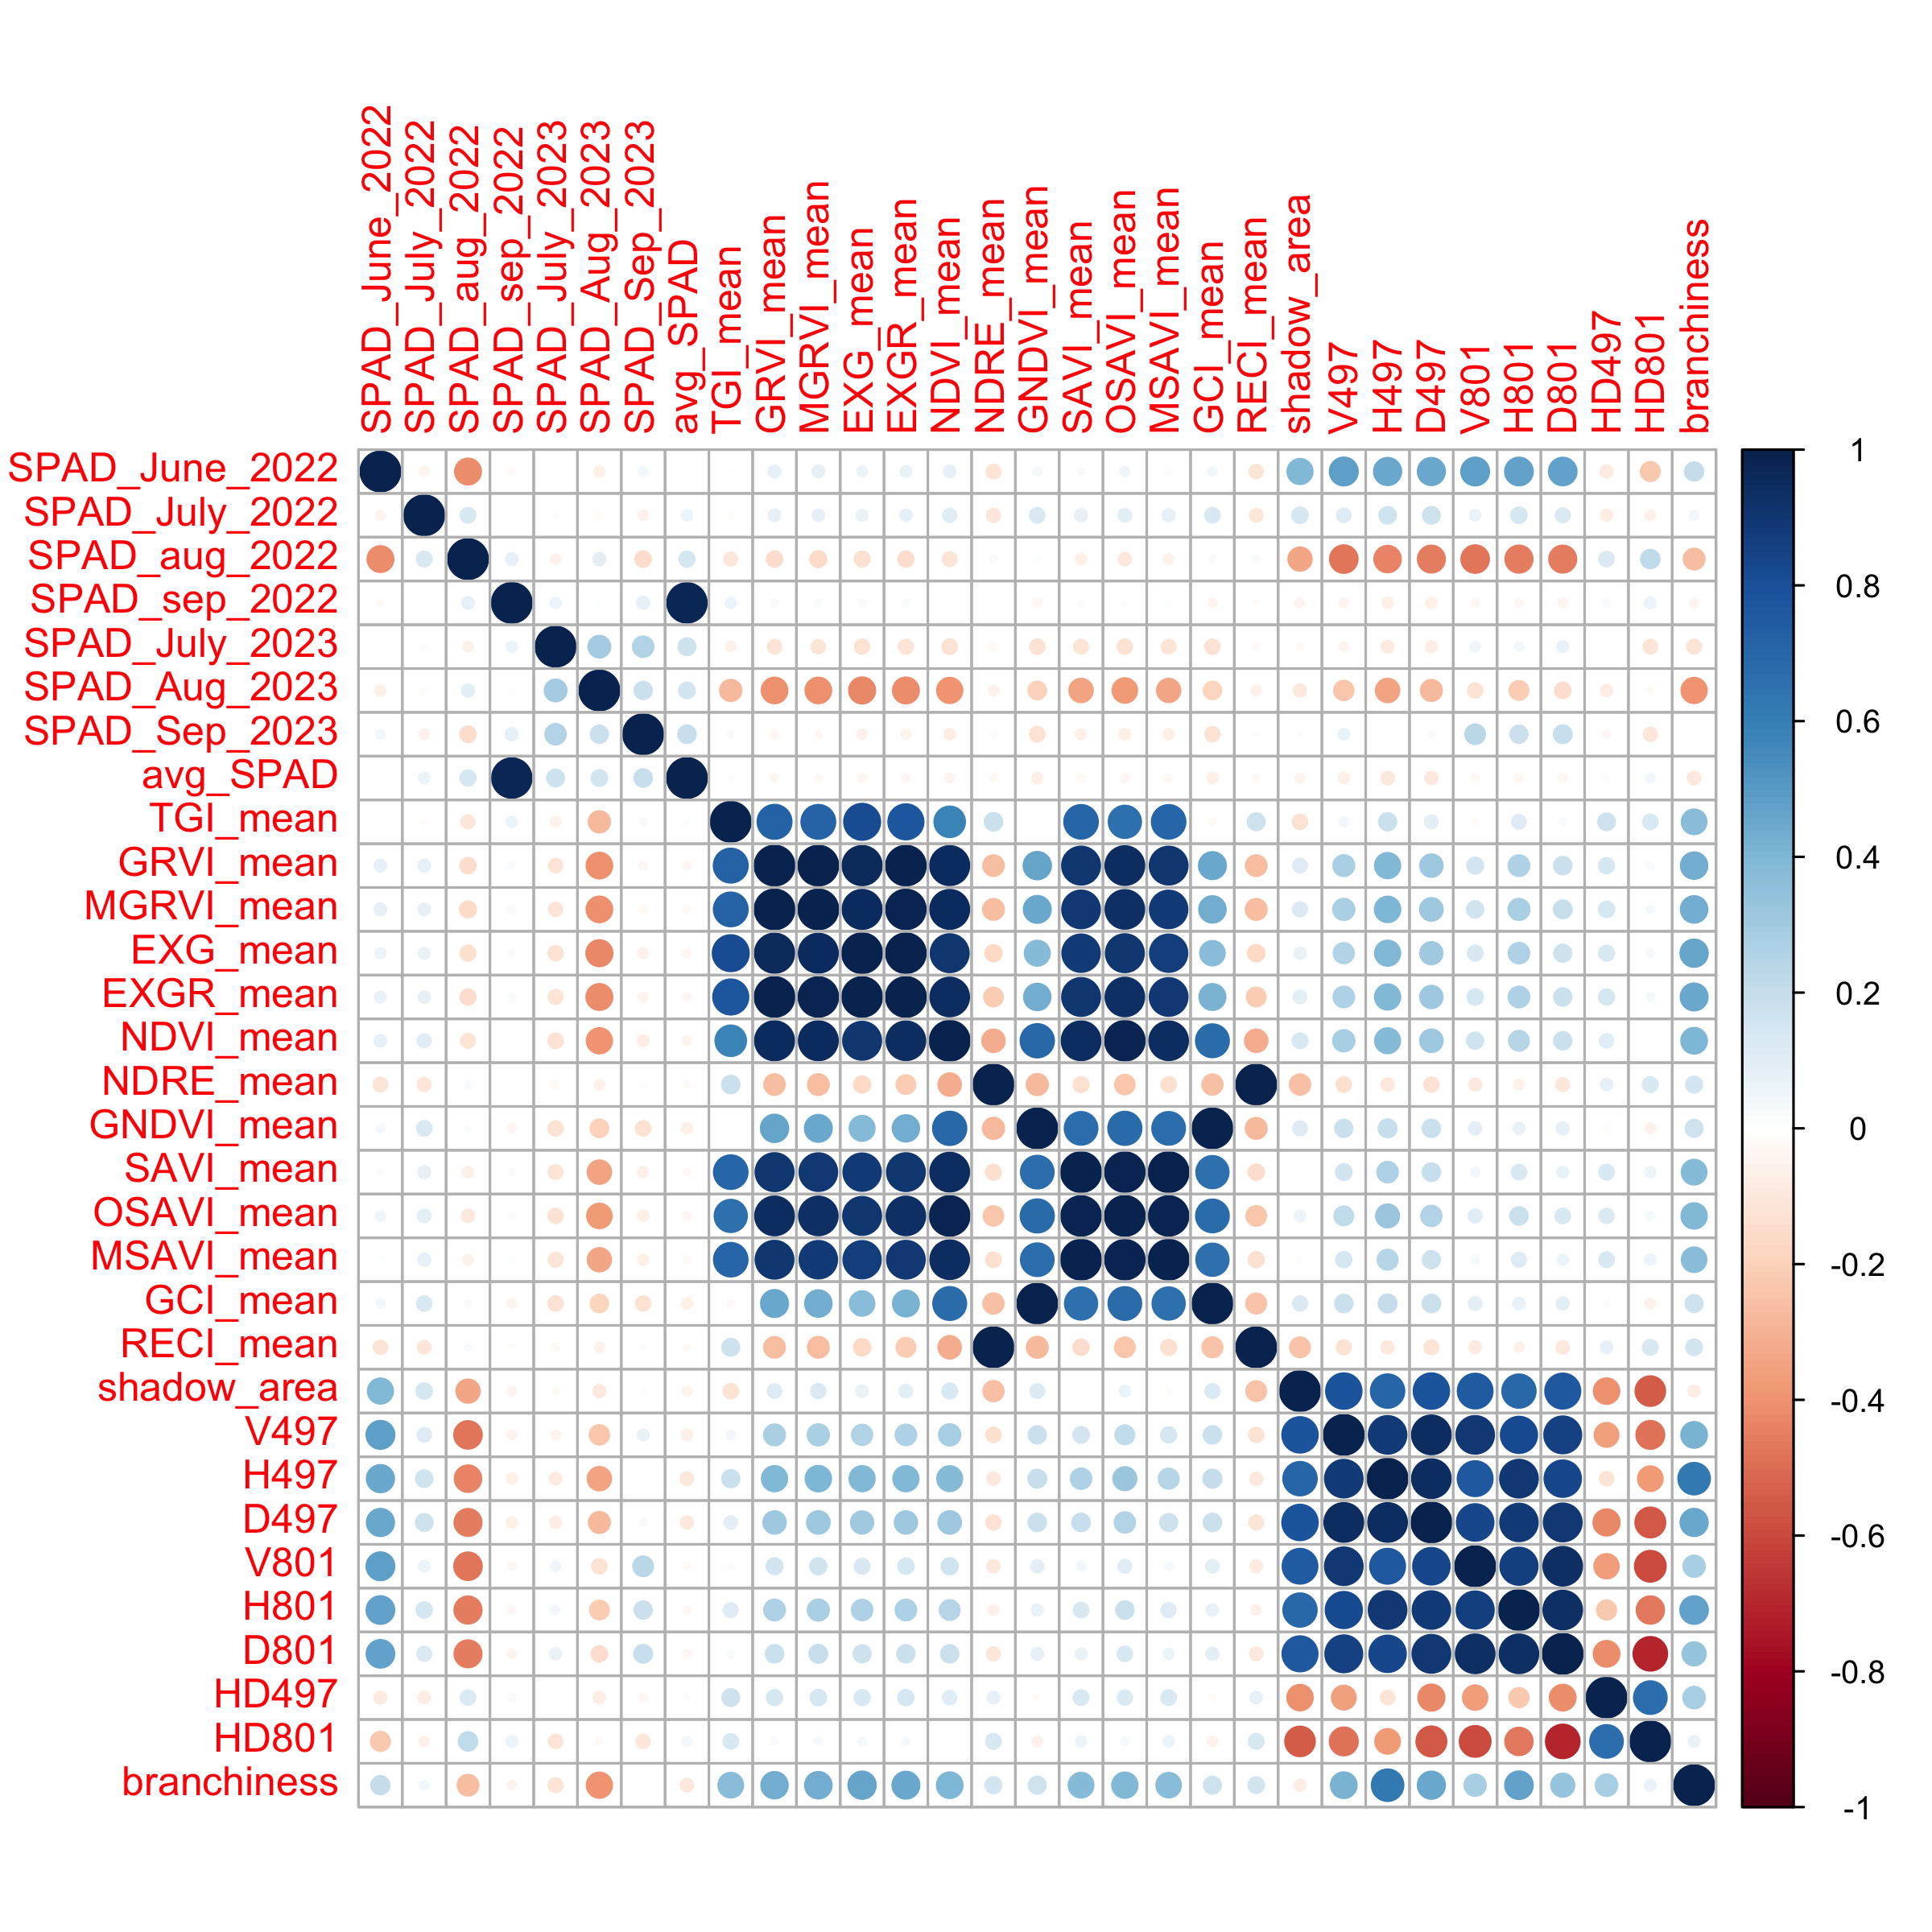 SPAD_June_2022
SPAD_July_2022
SPAD_aug_2022
SPAD_sep_2022
SPAD_July_2023
SPAD_Aug_2023
SPAD_Sep_2023
avg_SPAD
TGI_mean
GRVI_mean
MGRVI_mean
EXG_mean
EXGR_mean
NDVI_mean
NDRE_mean
GNDVI_mean
SAVI_mean
OSAVI_mean
MSAVI_mean
GCI_mean
RECI_mean
shadow_area
V497
H497
D497
V801
H801
D801
HD497
HD801
branchiness
SPAD_June_2022
SPAD_July_2022
SPAD_aug_2022
SPAD_sep_2022
SPAD_July_2023
SPAD_Aug_2023
SPAD_Sep_2023
avg_SPAD
TGI_mean
GRVI_mean
MGRVI_mean
EXG_mean
EXGR_mean
NDVI_mean
NDRE_mean
GNDVI_mean
SAVI_mean
OSAVI_mean
MSAVI_mean
GCI_mean
RECI_mean
shadow_area
V497
H497
D497
V801
H801
D801
HD497
HD801
branchiness
1
0.8
0.6
0.4
0.2
0
-0.2
-0.4
-0.6
-0.8
-1